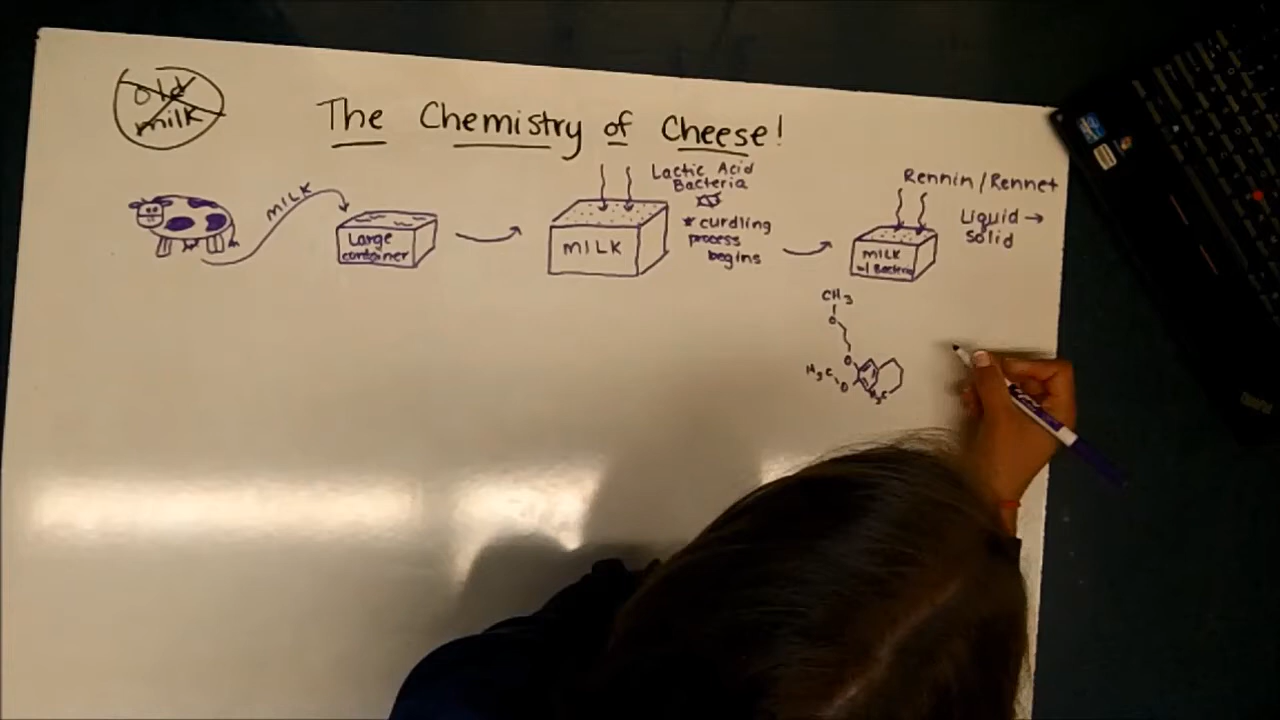 old
milk
The Chemistry of Cheese!
MILK
Large
container
Lactic Acid
Bacteria
MILK
* curdling
process
begins
Rennin/Rennet
Liquid →
Solid
MILK
w/ Bacteria
CH3
O
O
H3C
O
H3C